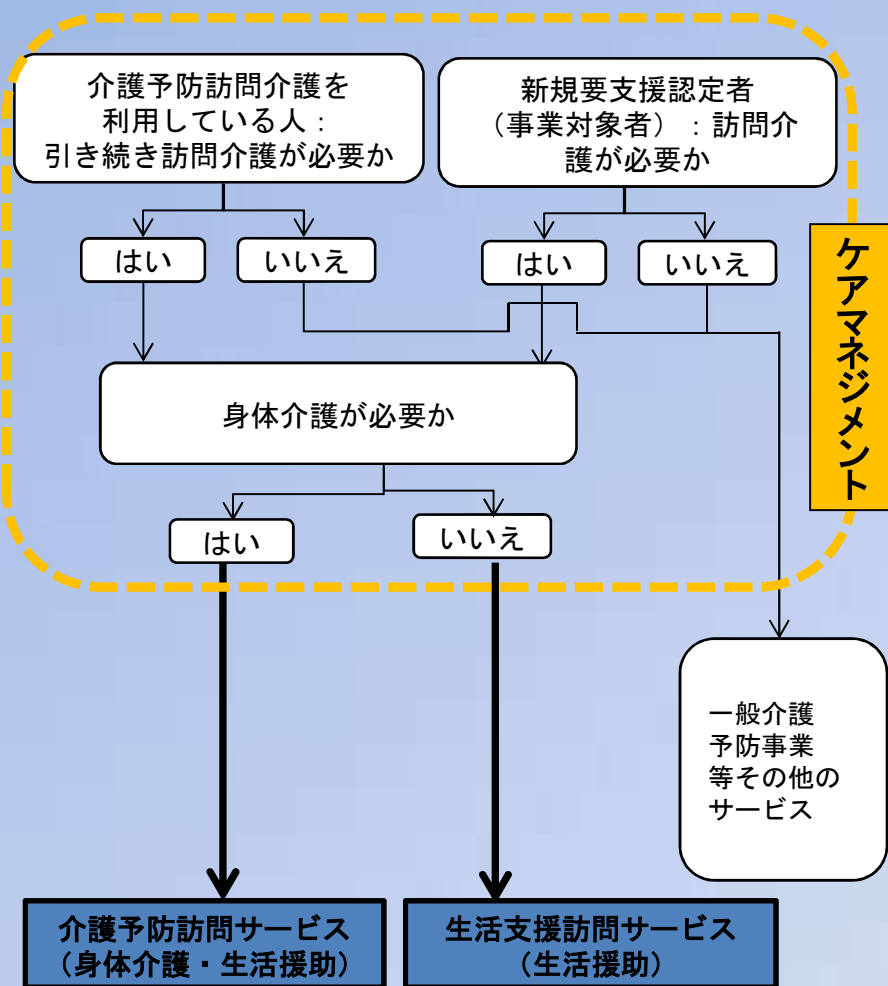 介護予防訪問介護を
利用している人：
引き続き訪問介護が必要か
新規要支援認定者
（事業対象者）：訪問介
護が必要か
はい
いいえ
はい
いいえ
ケアマネジメント
身体介護が必要か
はい
いいえ
一般介護
予防事業
等その他の
サービス
介護予防訪問サービス
（身体介護・生活援助）
生活支援訪問サービス
（生活援助）